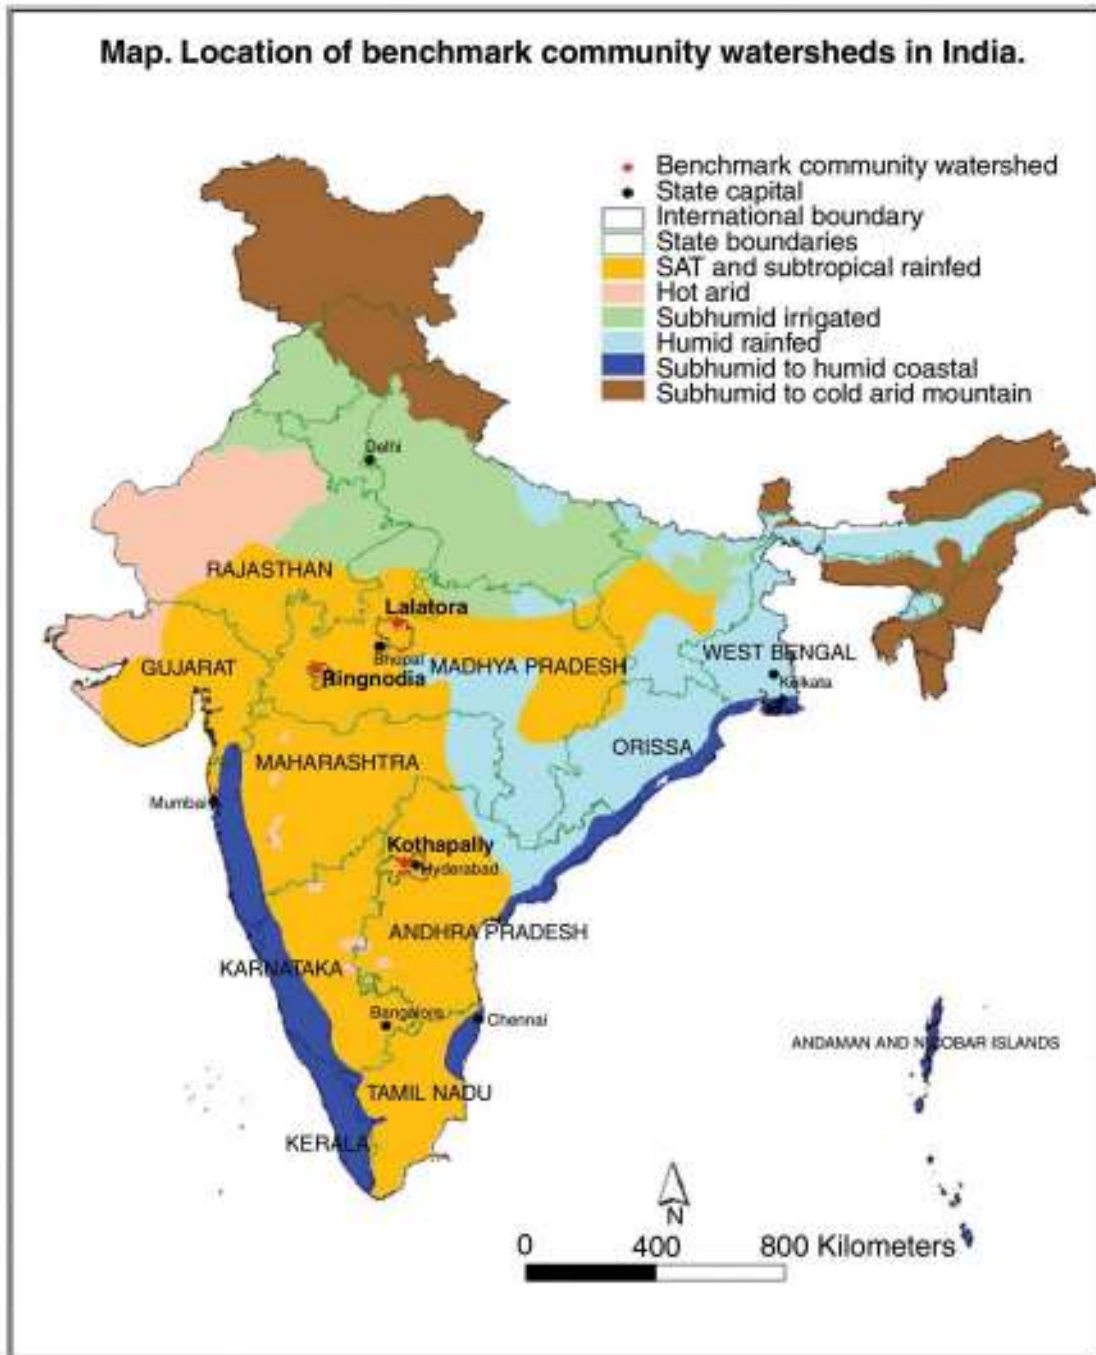 Map. Location of benchmark community watersheds in India.
Benchmark community watershed
State capital
International boundary
State boundaries
SAT and subtropical rainfed
Hot arid
Subhumid irrigated
Humid rainfed
Subhumid to humid coastal
Subhumid to cold arid mountain
Delhi
RAJASTHAN
Lalatora
Bhopal
GUJARAT
MADHYA PRADESH
Ringnodia
WEST BENGAL
Kolkata
ORISSA
MAHARASHTRA
Mumbai
Kothapally
Hyderabad
ANDHRA PRADESH
KARNATAKA
Bangalore
Chennai
ANDAMAN AND NICOBAR ISLANDS
TAMIL NADU
KERALA
N
0 400 800 Kilometers